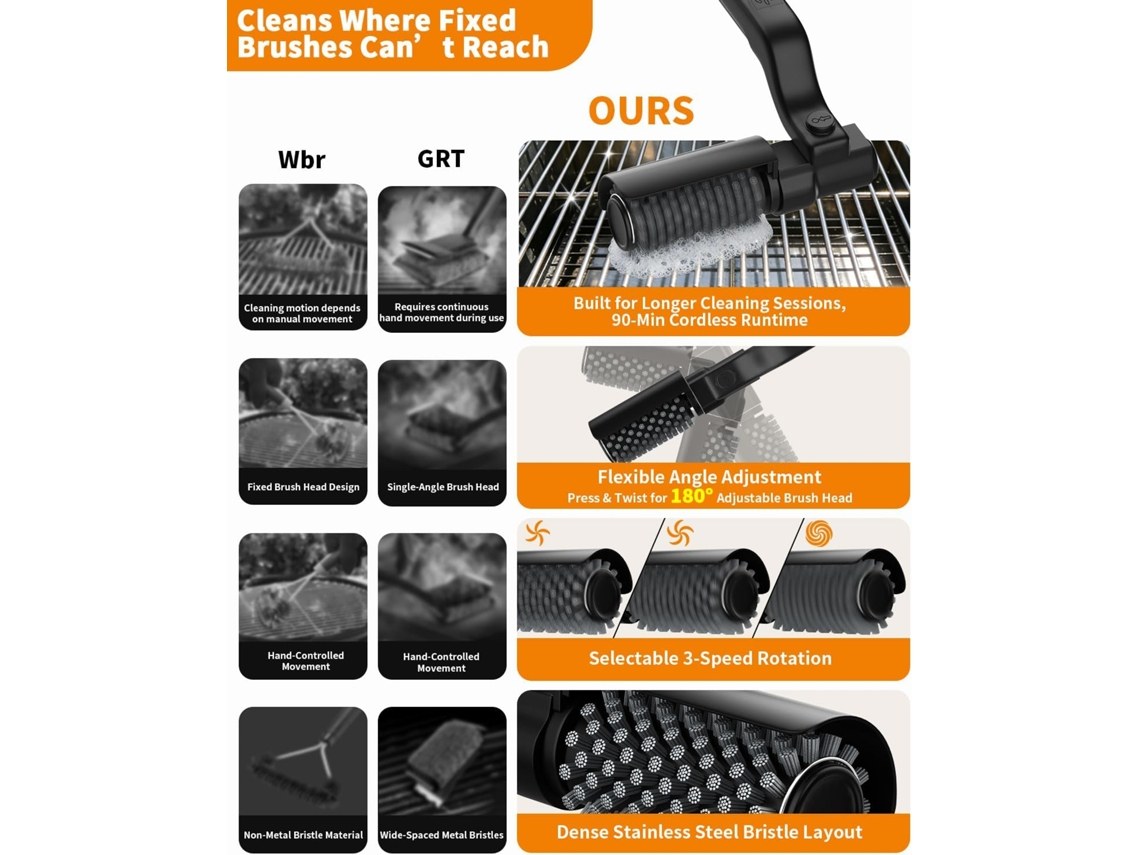 Cleans Where Fixed
Brushes Can’t Reach
OURS
Wbr
GRT
Cleaning motion depends
on manual movement
Requires continuous
hand movement during use
Built for Longer Cleaning Sessions,
90-Min Cordless Runtime
Fixed Brush Head Design
Single-Angle Brush Head
Flexible Angle Adjustment
Press & Twist for 180° Adjustable Brush Head
Hand-Controlled
Movement
Hand-Controlled
Movement
Selectable 3-Speed Rotation
Non-Metal Bristle Material
Wide-Spaced Metal Bristles
Dense Stainless Steel Bristle Layout